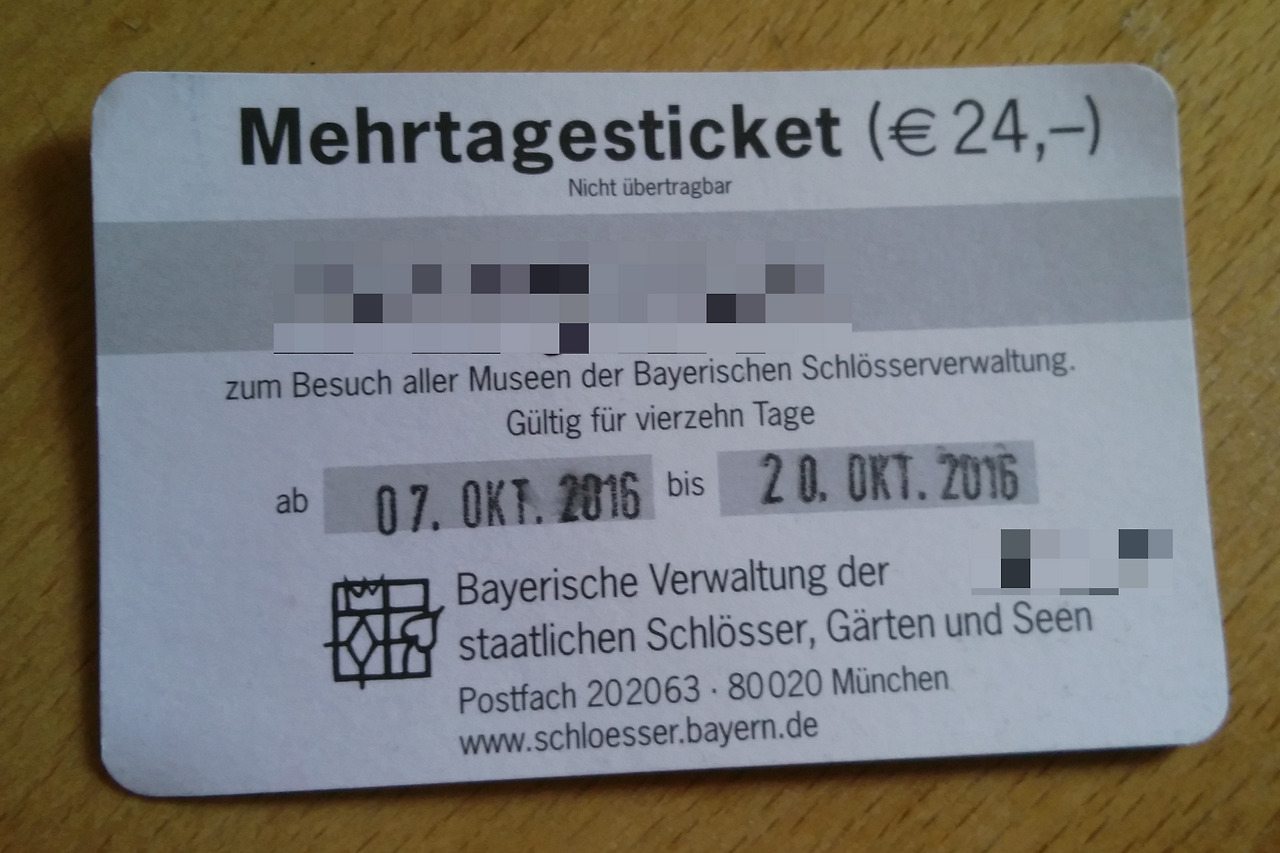 Mehrtagesticket (€ 24,–)
Nicht übertragbar
zum Besuch aller Museen der Bayerischen Schlösserverwaltung.
Gültig für vierzehn Tage
ab 07. OKT. 2016 bis 20. OKT. 2016
Bayerische Verwaltung der
staatlichen Schlösser, Gärten und Seen
Postfach 202063 · 80020 München
www.schloesser.bayern.de